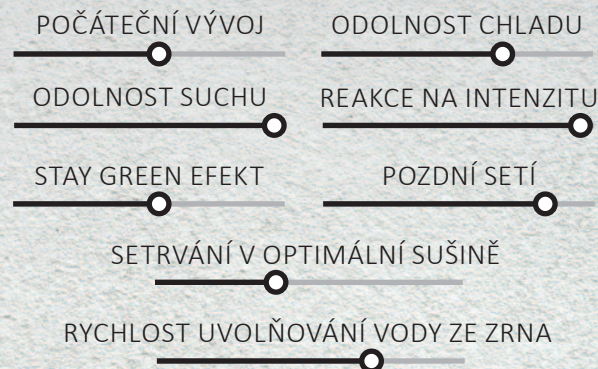 POČÁTEČNÍ VÝVOJ
ODOLNOST CHLADU
ODOLNOST SUCHU
REAKCE NA INTENZITU
STAY GREEN EFEKT
POZDNÍ SETÍ
SETRVÁNÍ V OPTIMÁLNÍ SUŠINĚ
RYCHLOST UVOLŇOVÁNÍ VODY ZE ZRNA